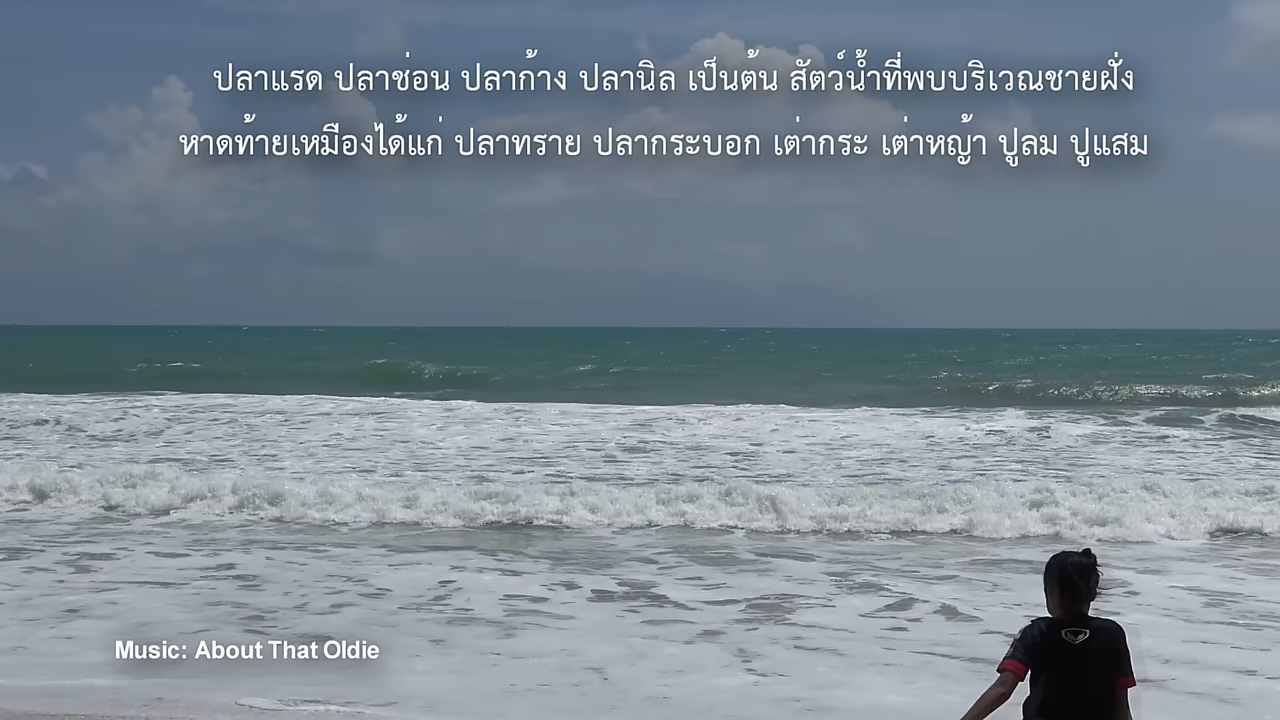 ปลาแรด ปลาช่อน ปลาก้าง ปลานิล เป็นต้น สัตว์น้ำที่พบบริเวณชายฝั่ง
หาดท้ายเหมืองได้แก่ ปลาทราย ปลากระบอก เต่ากระ เต่าหญ้า ปูลม ปูแสม
Music: About That Oldie